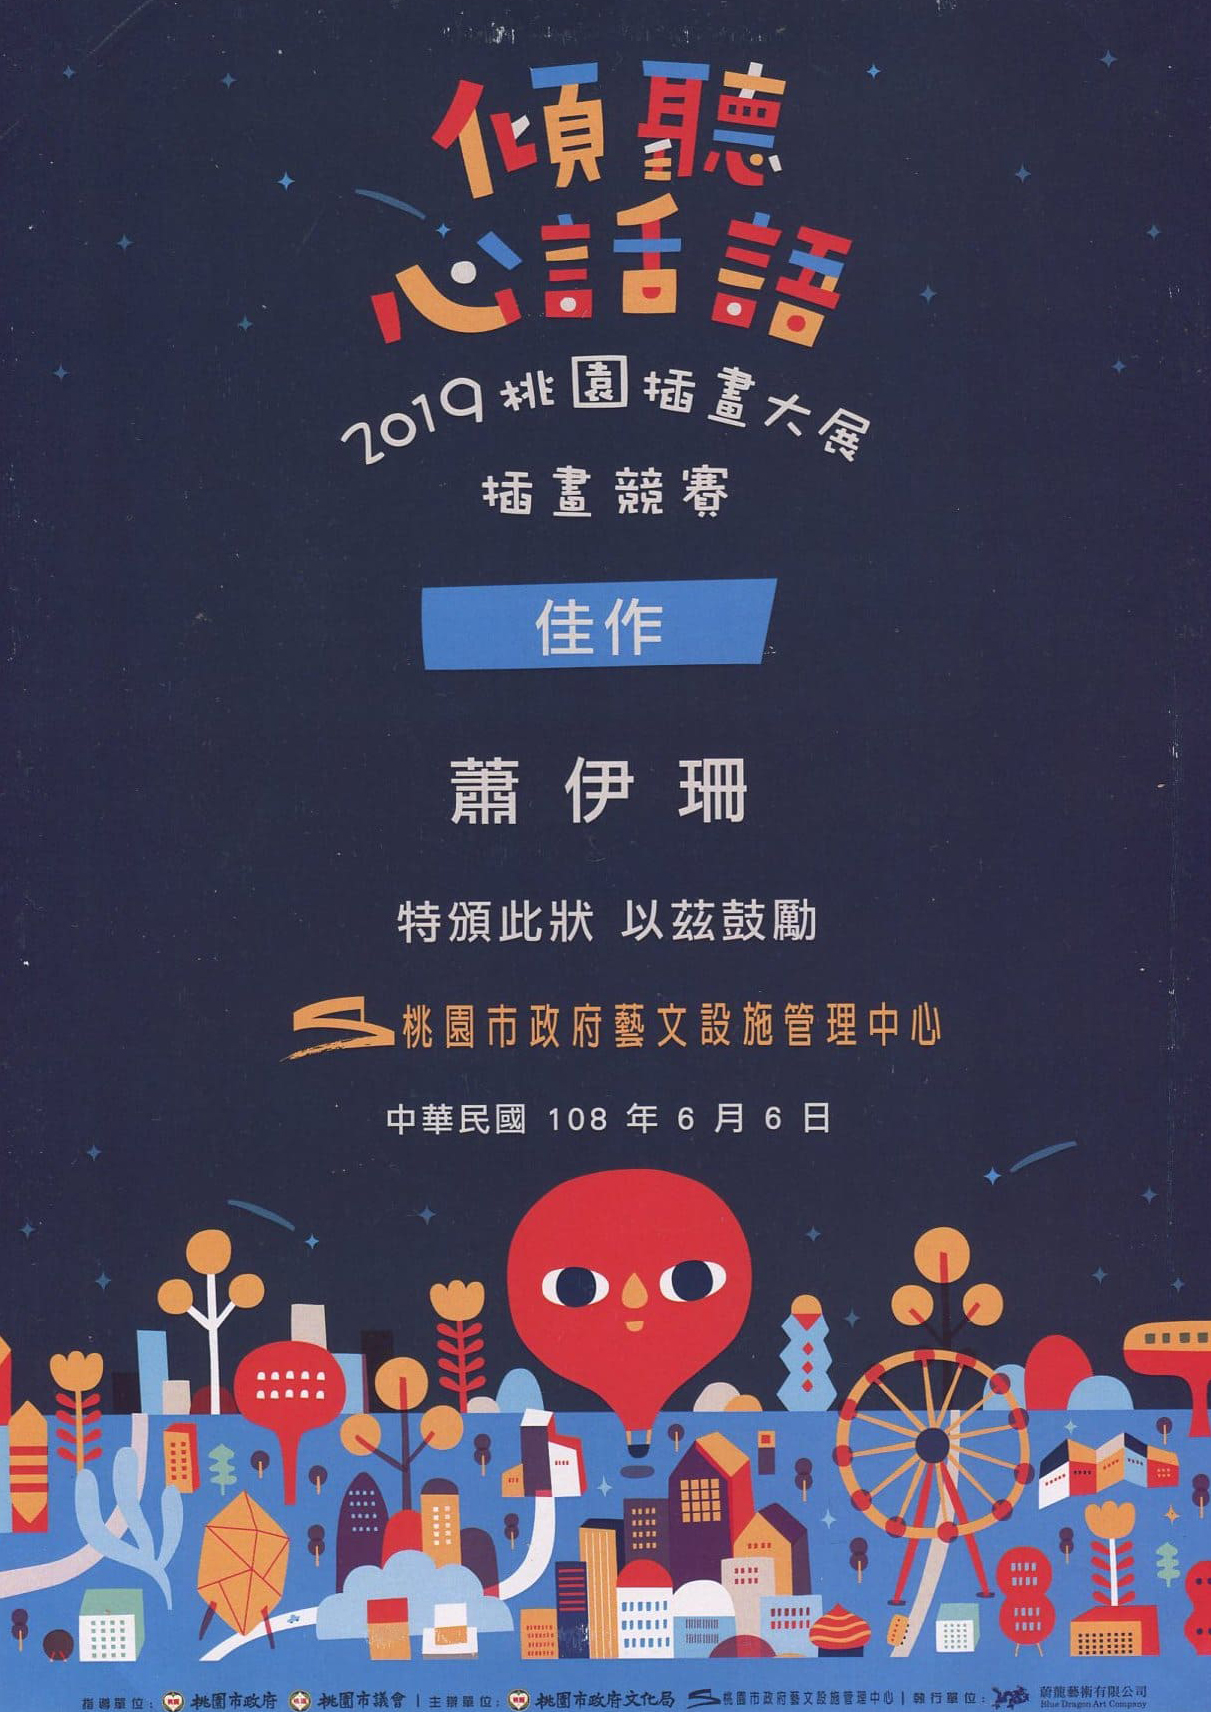 傾聽
心話語
2019桃園插畫大展
插畫競賽
佳作
蕭伊珊
特頒此狀 以茲鼓勵
桃園市政府藝文設施管理中心
中華民國 108 年 6 月 6 日
指導單位: 桃園市政府 桃園市議會 | 主辦單位: 桃園市政府文化局 桃園市政府藝文設施管理中心 | 執行單位: 蔚龍藝術有限公司
Blue Dragon Art Company